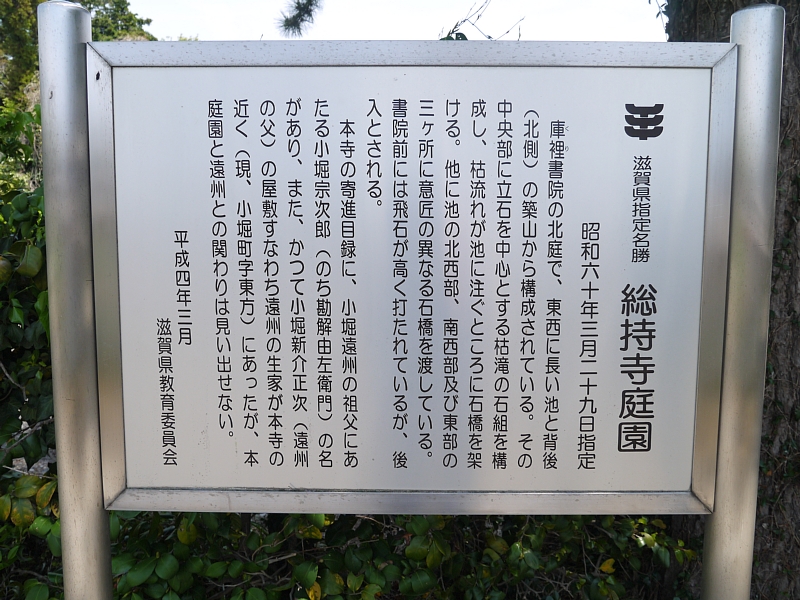 滋賀県指定名勝 総持寺庭園
昭和六十年三月二十九日指定
庫裡書院の北庭で、東西に長い池と背後
くり
（北側）の築山から構成されている。その
中央部に立石を中心とする枯滝の石組を構
成し、枯流れが池に注ぐところに石橋を架
ける。他に池の北西部、南西部及び東部の
三ヶ所に意匠の異なる石橋を渡している。
書院前には飛石が高く打たれているが、後
入とされる。
本寺の寄進目録に、小堀遠州の祖父にあ
たる小堀宗次郎（のち勘解由左衛門）の名
があり、また、かつて小堀新介正次（遠州
の父）の屋敷すなわち遠州の生家が本寺の
近く（現、小堀町字東方）にあったが、本
庭園と遠州との関わりは見い出せない。
平成四年三月
滋賀県教育委員会